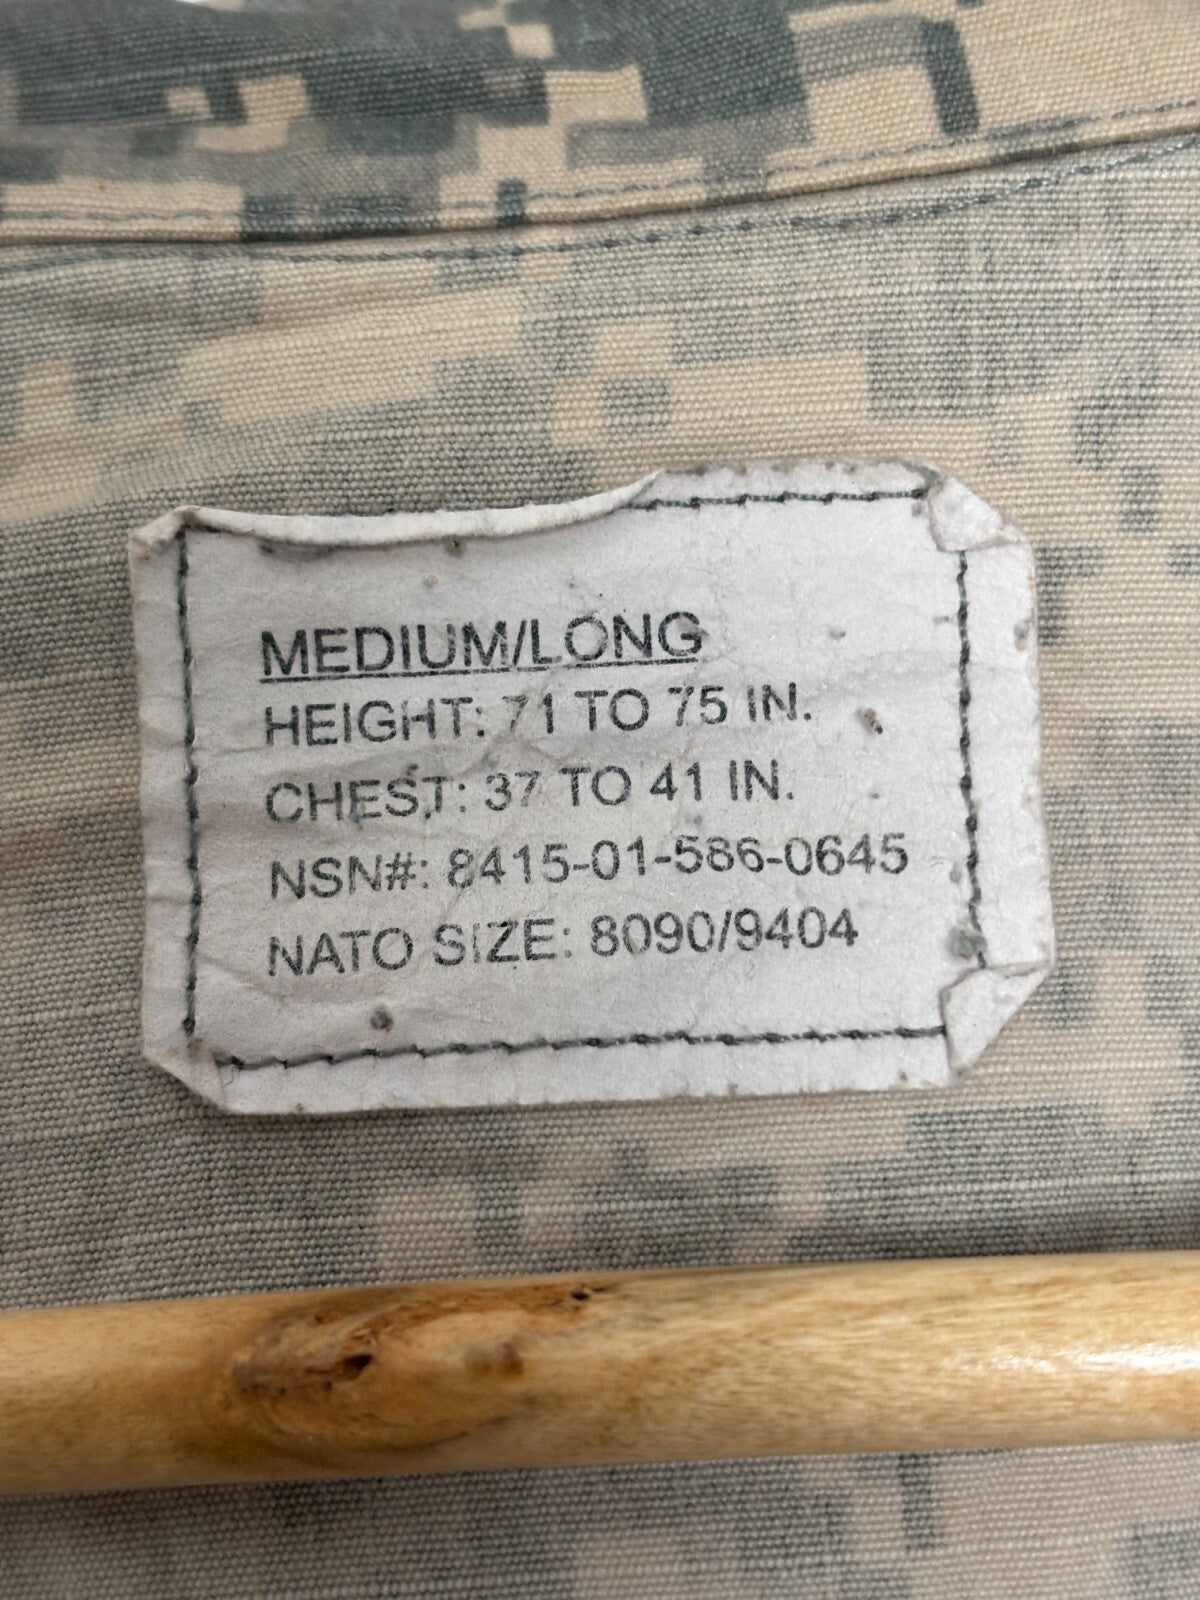 MEDIUM/LONG
HEIGHT: 71 TO 75 IN.
CHEST: 37 TO 41 IN.
NSN#: 8415-01-586-0645
NATO SIZE: 8090/9404